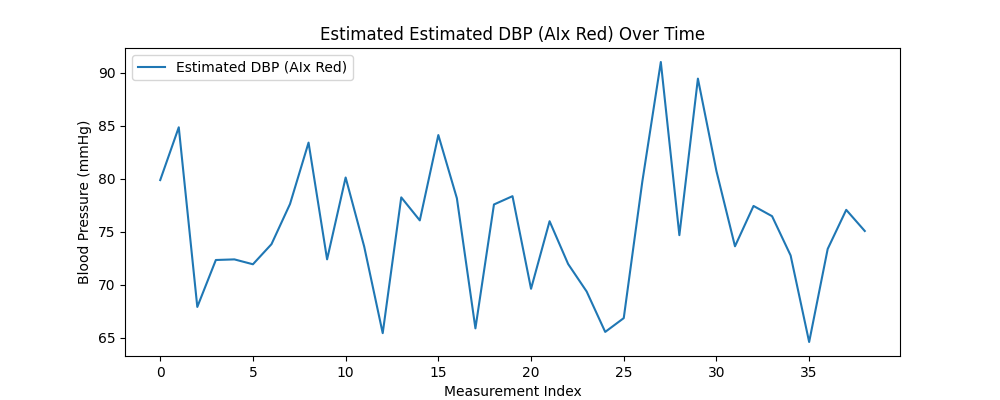 Estimated Estimated DBP (AIx Red) Over Time
Estimated DBP (AIx Red)
Blood Pressure (mmHg)
90
85
80
75
70
65
0 5 10 15 20 25 30 35
Measurement Index